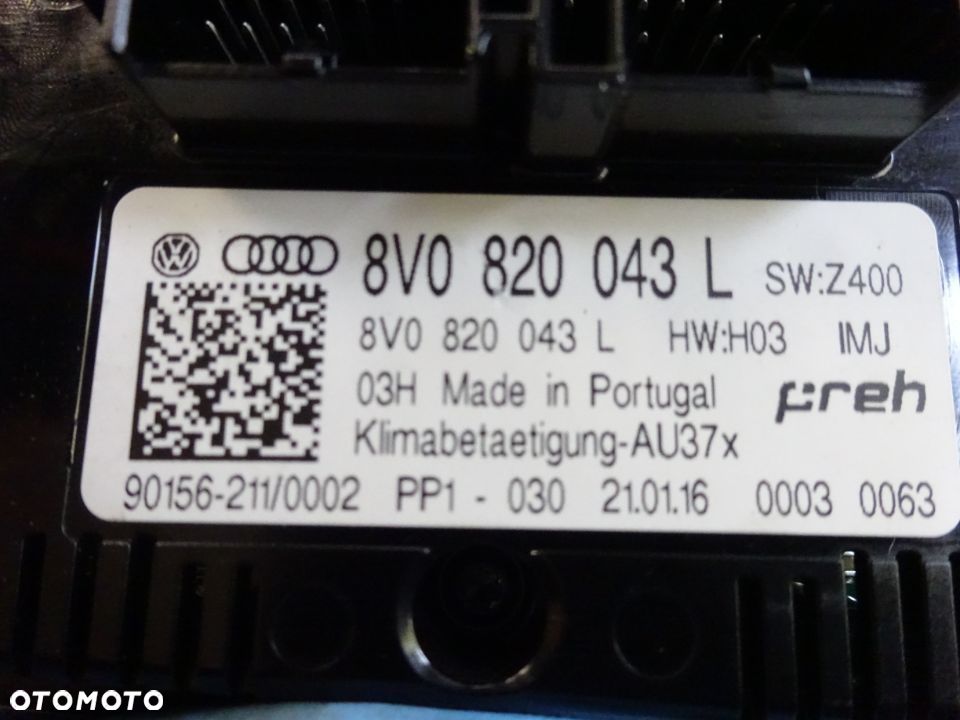 8V0 820 043 L SW:Z400
8V0 820 043 L HW:H03 IMJ
03H Made in Portugal preh
Klimabetaetigung-AU37x
90156-211/0002 PP1 - 030 21.01.16 0003 0063
OTOMOTO